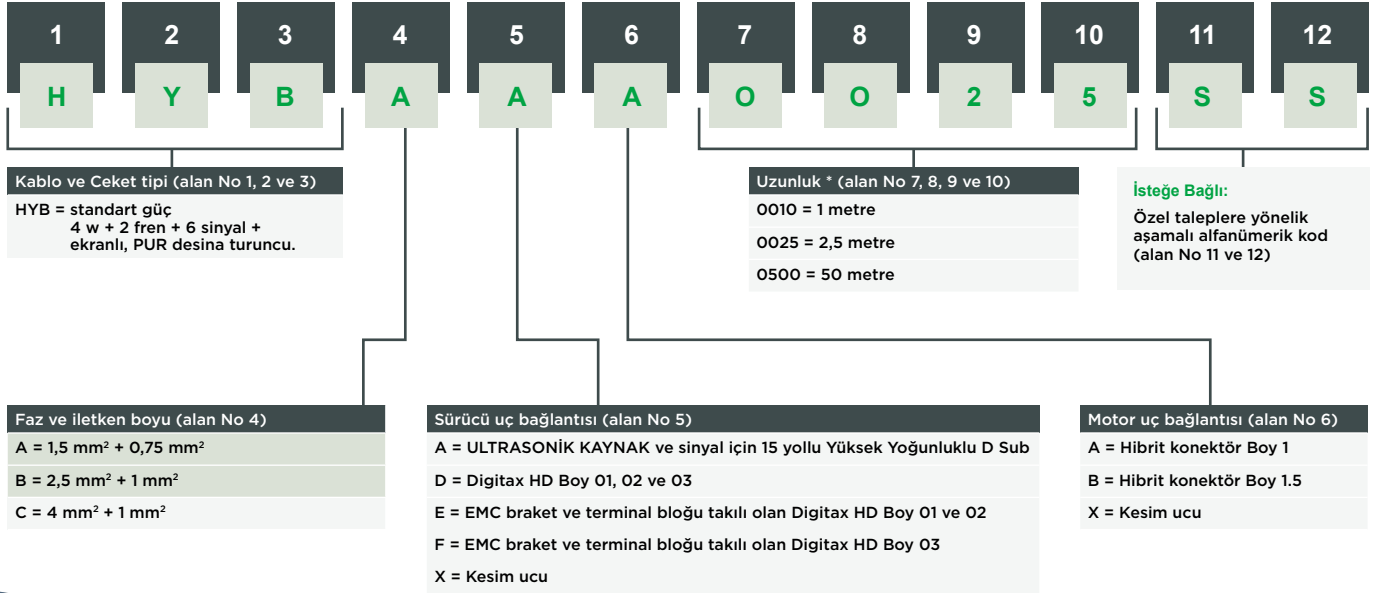 1 2 3 4 5 6 7 8 9 10 11 12
H Y B A A A O O 2 5 S S
Kablo ve Ceket tipi (alan No 1, 2 ve 3)
HYB = standart güç
4 w + 2 fren + 6 sinyal +
ekranlı, PUR desina turuncu.
Uzunluk * (alan No 7, 8, 9 ve 10)
0010 = 1 metre
0025 = 2,5 metre
0500 = 50 metre
İsteğe Bağlı:
Özel taleplere yönelik
aşamalı alfanümerik kod
(alan No 11 ve 12)
Faz ve iletken boyu (alan No 4)
A = 1,5 mm² + 0,75 mm²
B = 2,5 mm² + 1 mm²
C = 4 mm² + 1 mm²
Sürücü uç bağlantısı (alan No 5)
A = ULTRASONİK KAYNAK ve sinyal için 15 yollu Yüksek Yoğunluklu D Sub
D = Digitax HD Boy 01, 02 ve 03
E = EMC braket ve terminal bloğu takılı olan Digitax HD Boy 01 ve 02
F = EMC braket ve terminal bloğu takılı olan Digitax HD Boy 03
X = Kesim ucu
Motor uç bağlantısı (alan No 6)
A = Hibrit konektör Boy 1
B = Hibrit konektör Boy 1.5
X = Kesim ucu